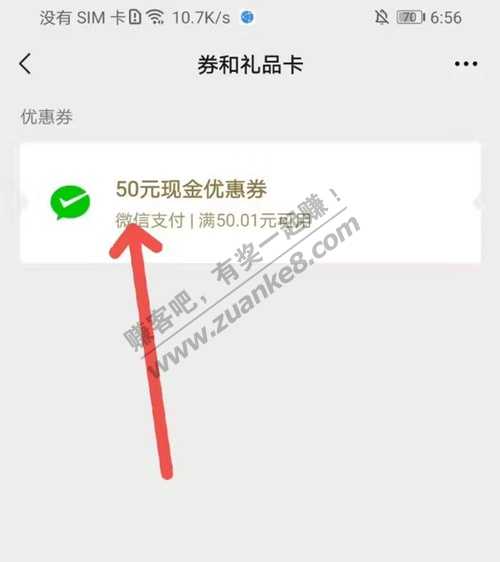 没有 SIM 卡 10.7K/s 70 6:56
券和礼品卡
优惠券
50元现金优惠券
微信支付 | 满50.01元可用
赚客吧，有奖一起赚！
www.zuanke8.com